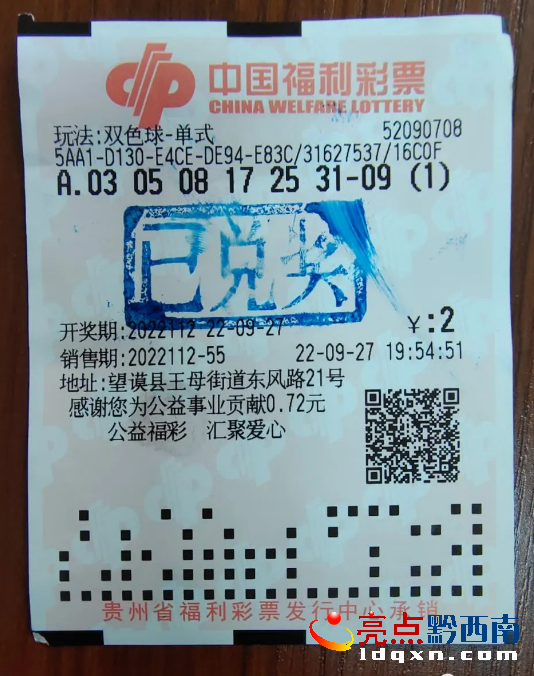 中国福利彩票
CHINA WELFARE LOTTERY
玩法:双色球-单式 52090708
5AA1-D130-E4CE-DE94-E83C/31627537/16C0F
A.03 05 08 17 25 31-09 (1)
已兑奖
开奖期:2022112 22-09-27 ¥:2
销售期:2022112-55 22-09-27 19:54:51
地址:望谟县王母街道东风路21号
感谢您为公益事业贡献0.72元
公益福彩 汇聚爱心
贵州省福利彩票发行中心承销
亮点黔西南
ldqxn.com